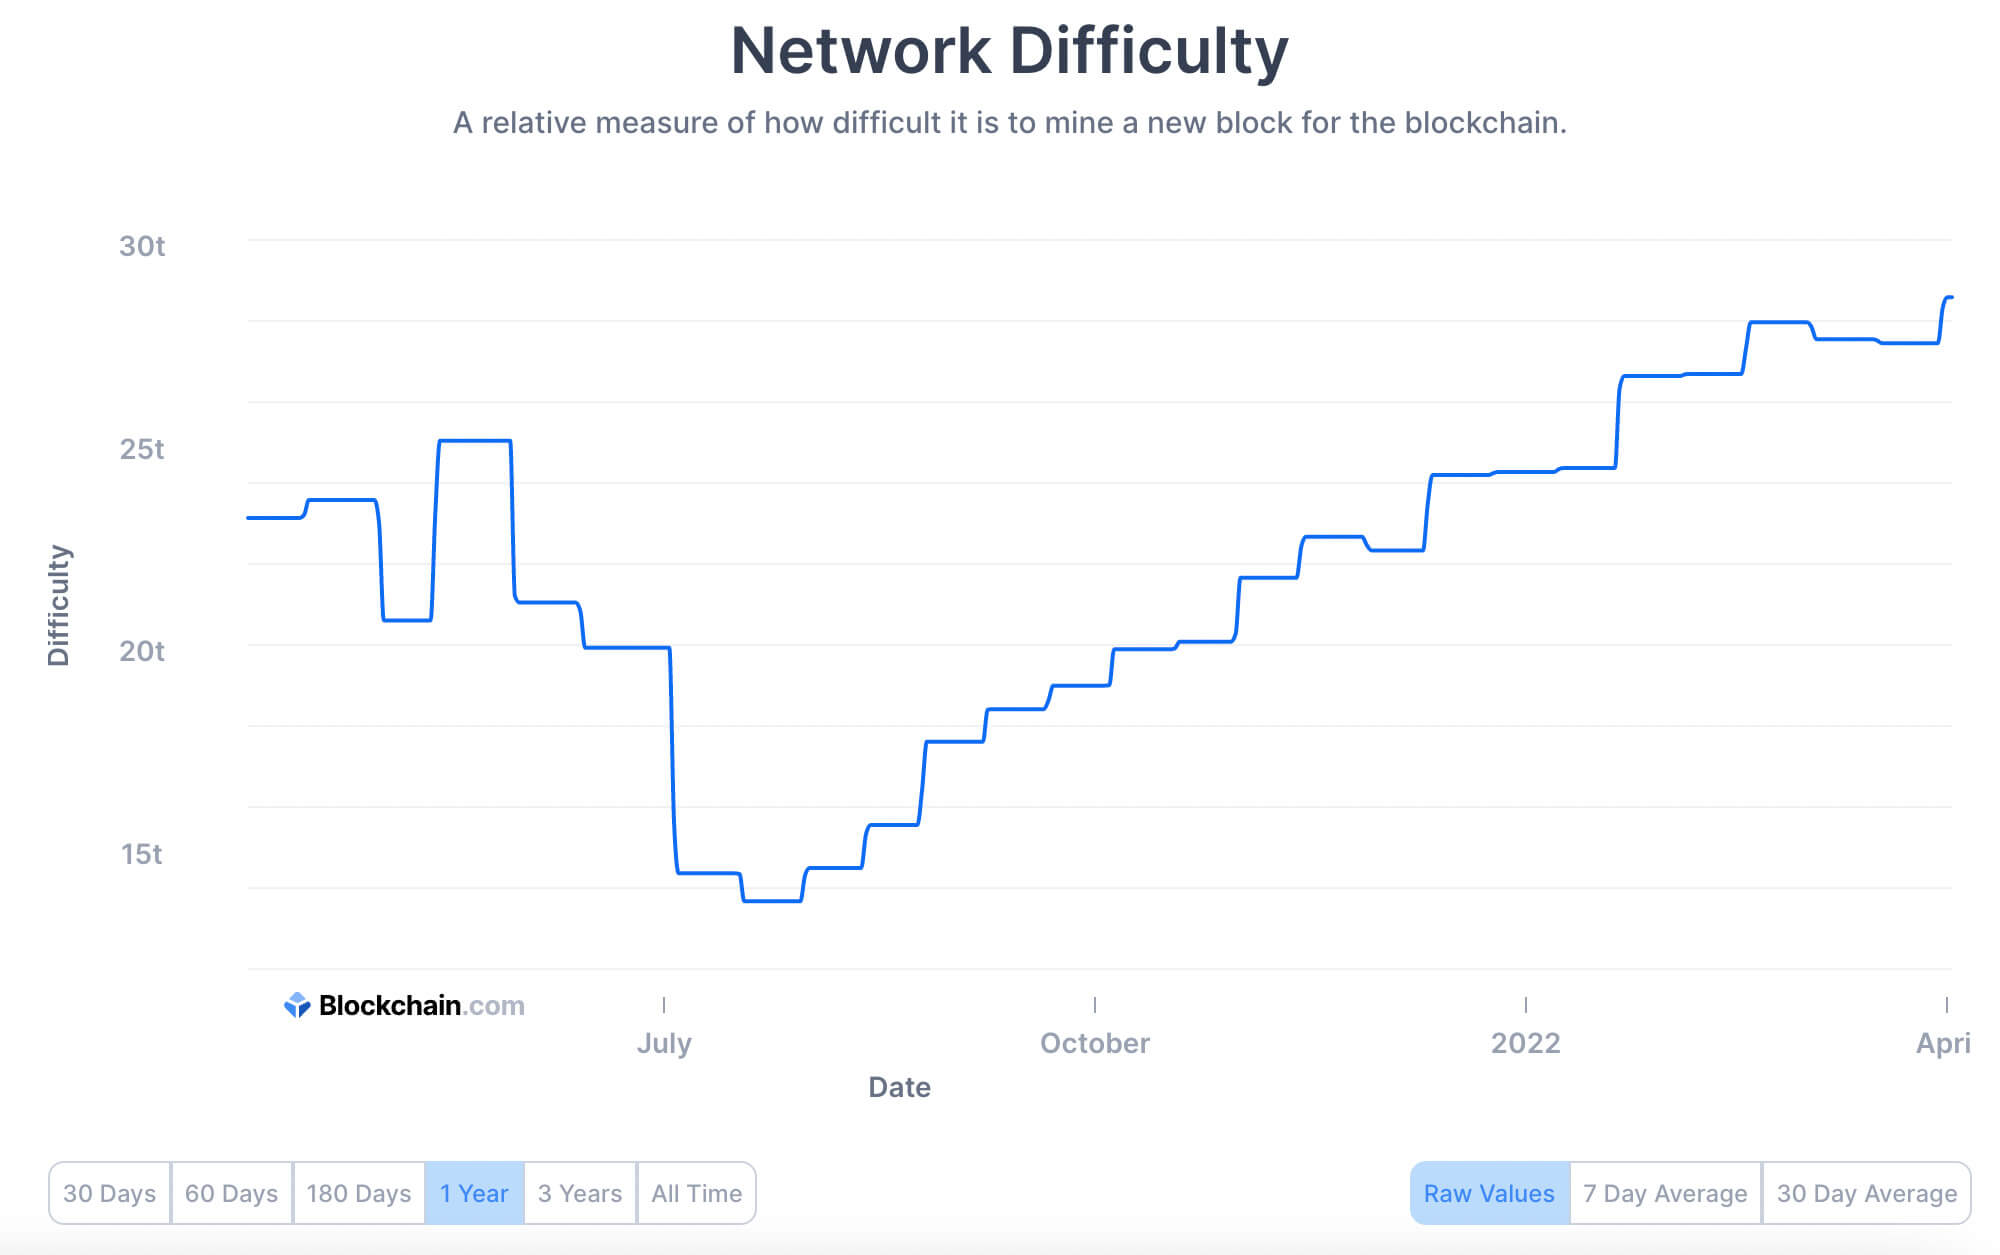 Network Difficulty
A relative measure of how difficult it is to mine a new block for the blockchain.
30t
25t
20t
15t
Difficulty
Blockchain.com
July
October
2022
Apri
Date
30 Days
60 Days
180 Days
1 Year
3 Years
All Time
Raw Values
7 Day Average
30 Day Average